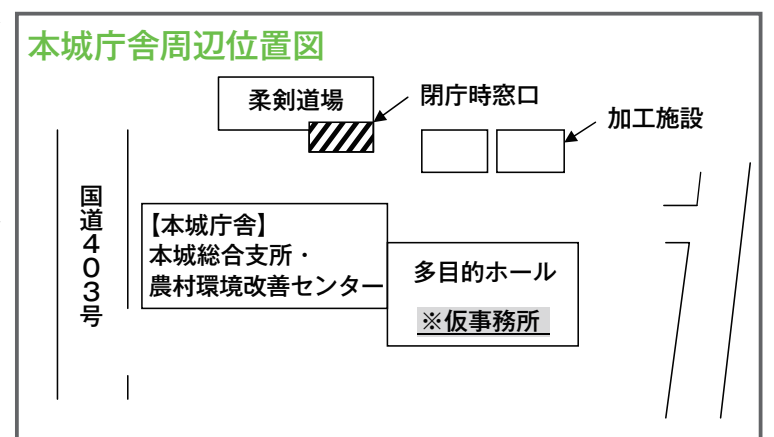 本城庁舎周辺位置図
柔剣道場
閉庁時窓口
加工施設
国道403号
【本城庁舎】
本城総合支所・
農村環境改善センター
多目的ホール
※仮事務所